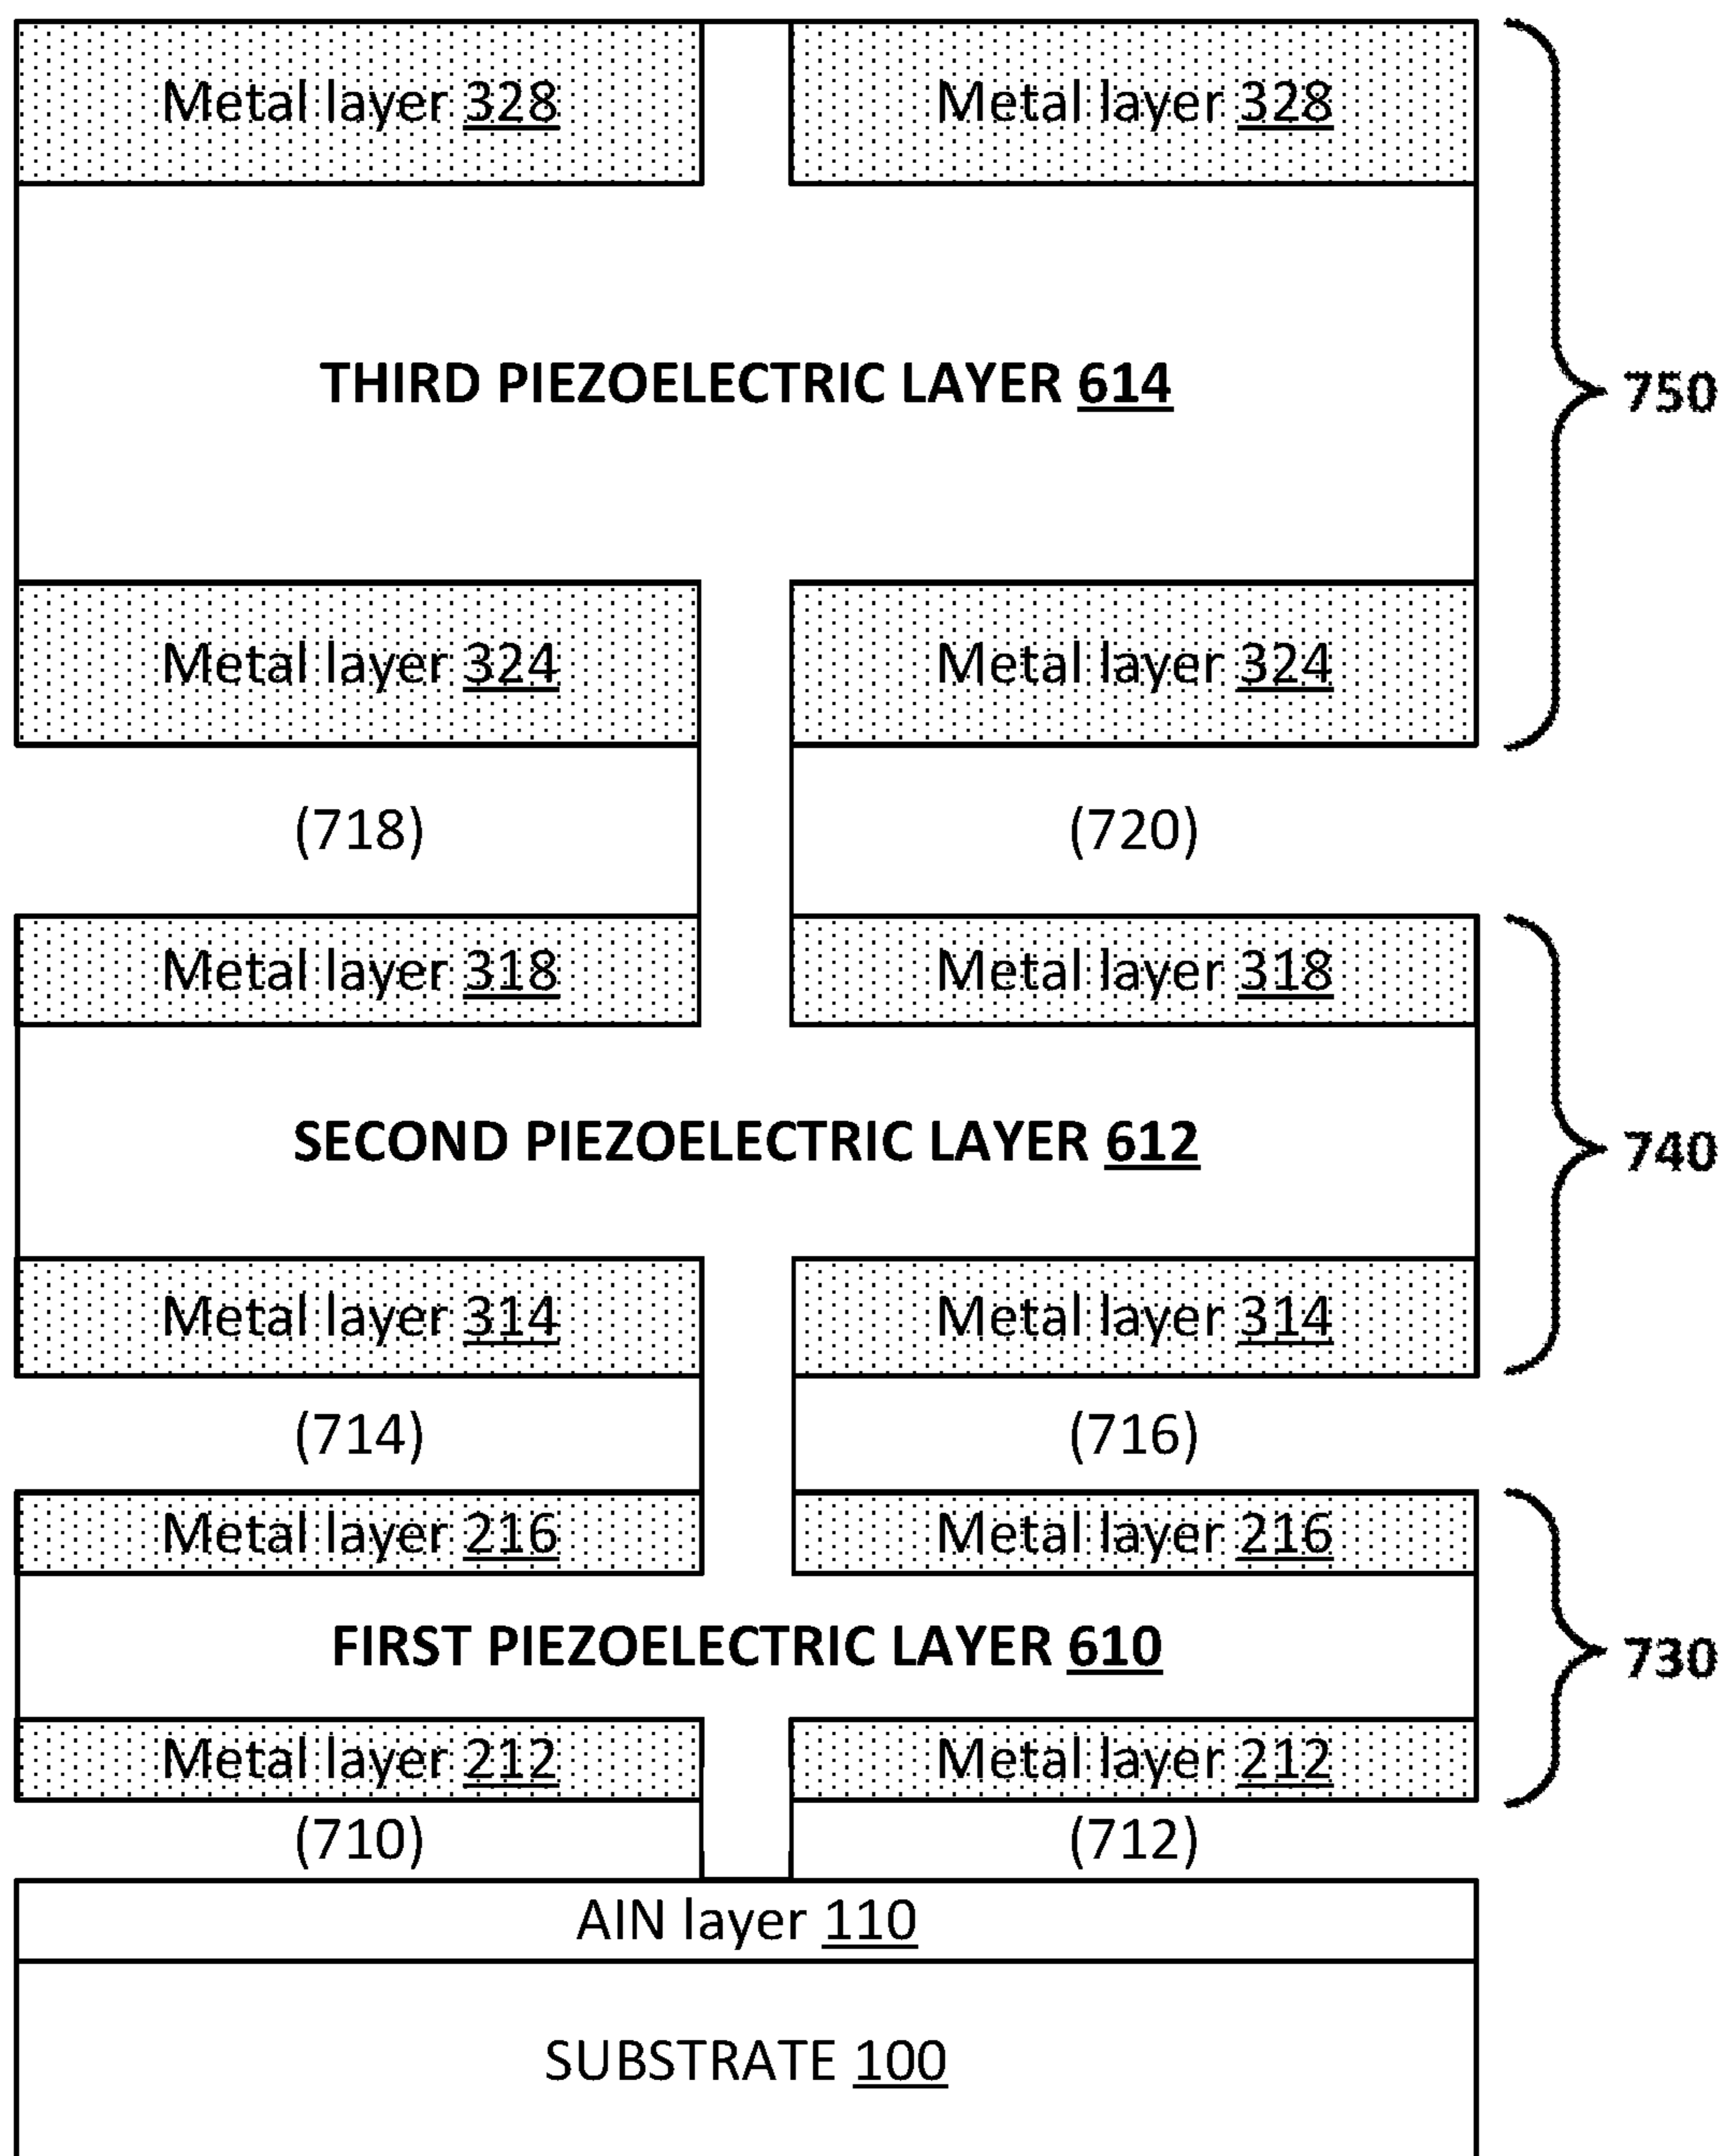 Metal layer 328 Metal layer 328
THIRD PIEZOELECTRIC LAYER 614
750
Metal layer 324 Metal layer 324
(718) (720)
Metal layer 318 Metal layer 318
SECOND PIEZOELECTRIC LAYER 612
740
Metal layer 314 Metal layer 314
(714) (716)
Metal layer 216 Metal layer 216
FIRST PIEZOELECTRIC LAYER 610
730
Metal layer 212 Metal layer 212
(710) (712)
AlN layer 110
SUBSTRATE 100